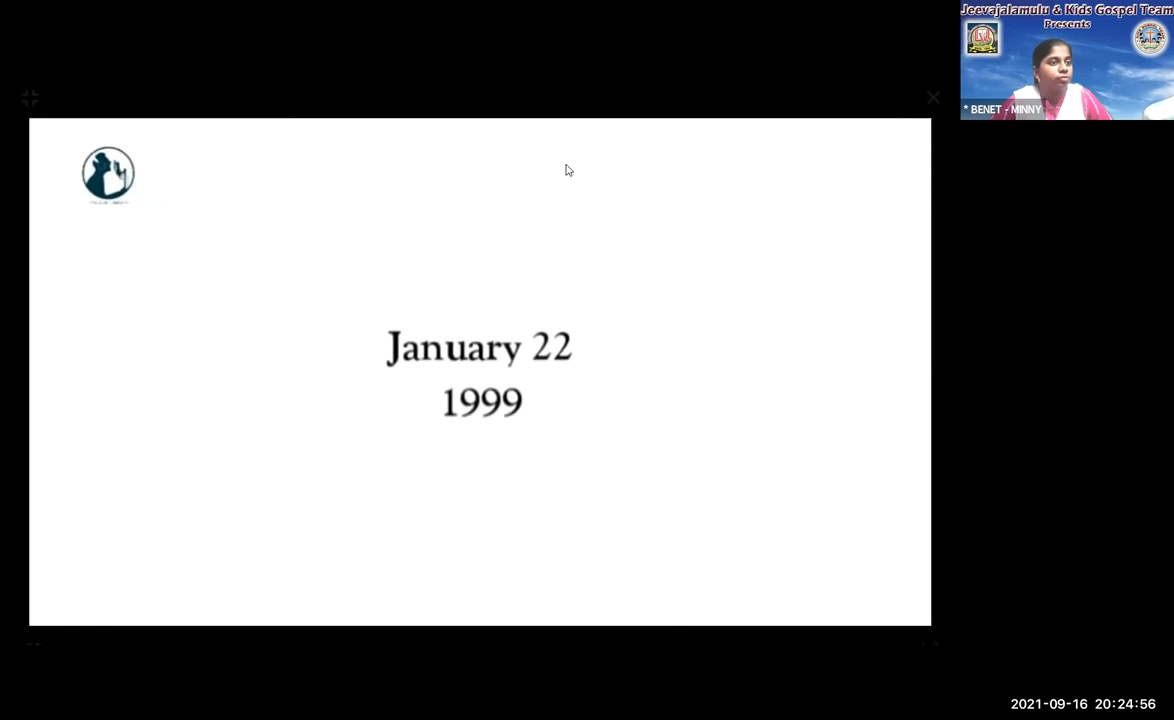 Jeevajalamulu & Kids Gospel Team
Presents
* BENET - MINNY
January 22
1999
2021-09-16 20:24:56